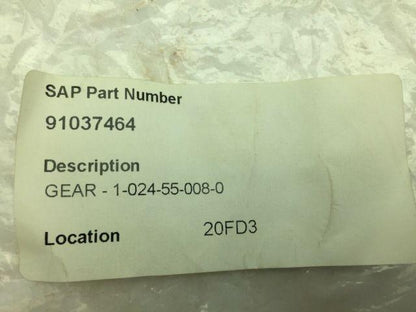 SAP Part Number
91037464
Description
GEAR - 1-024-55-008-0
Location 20FD3